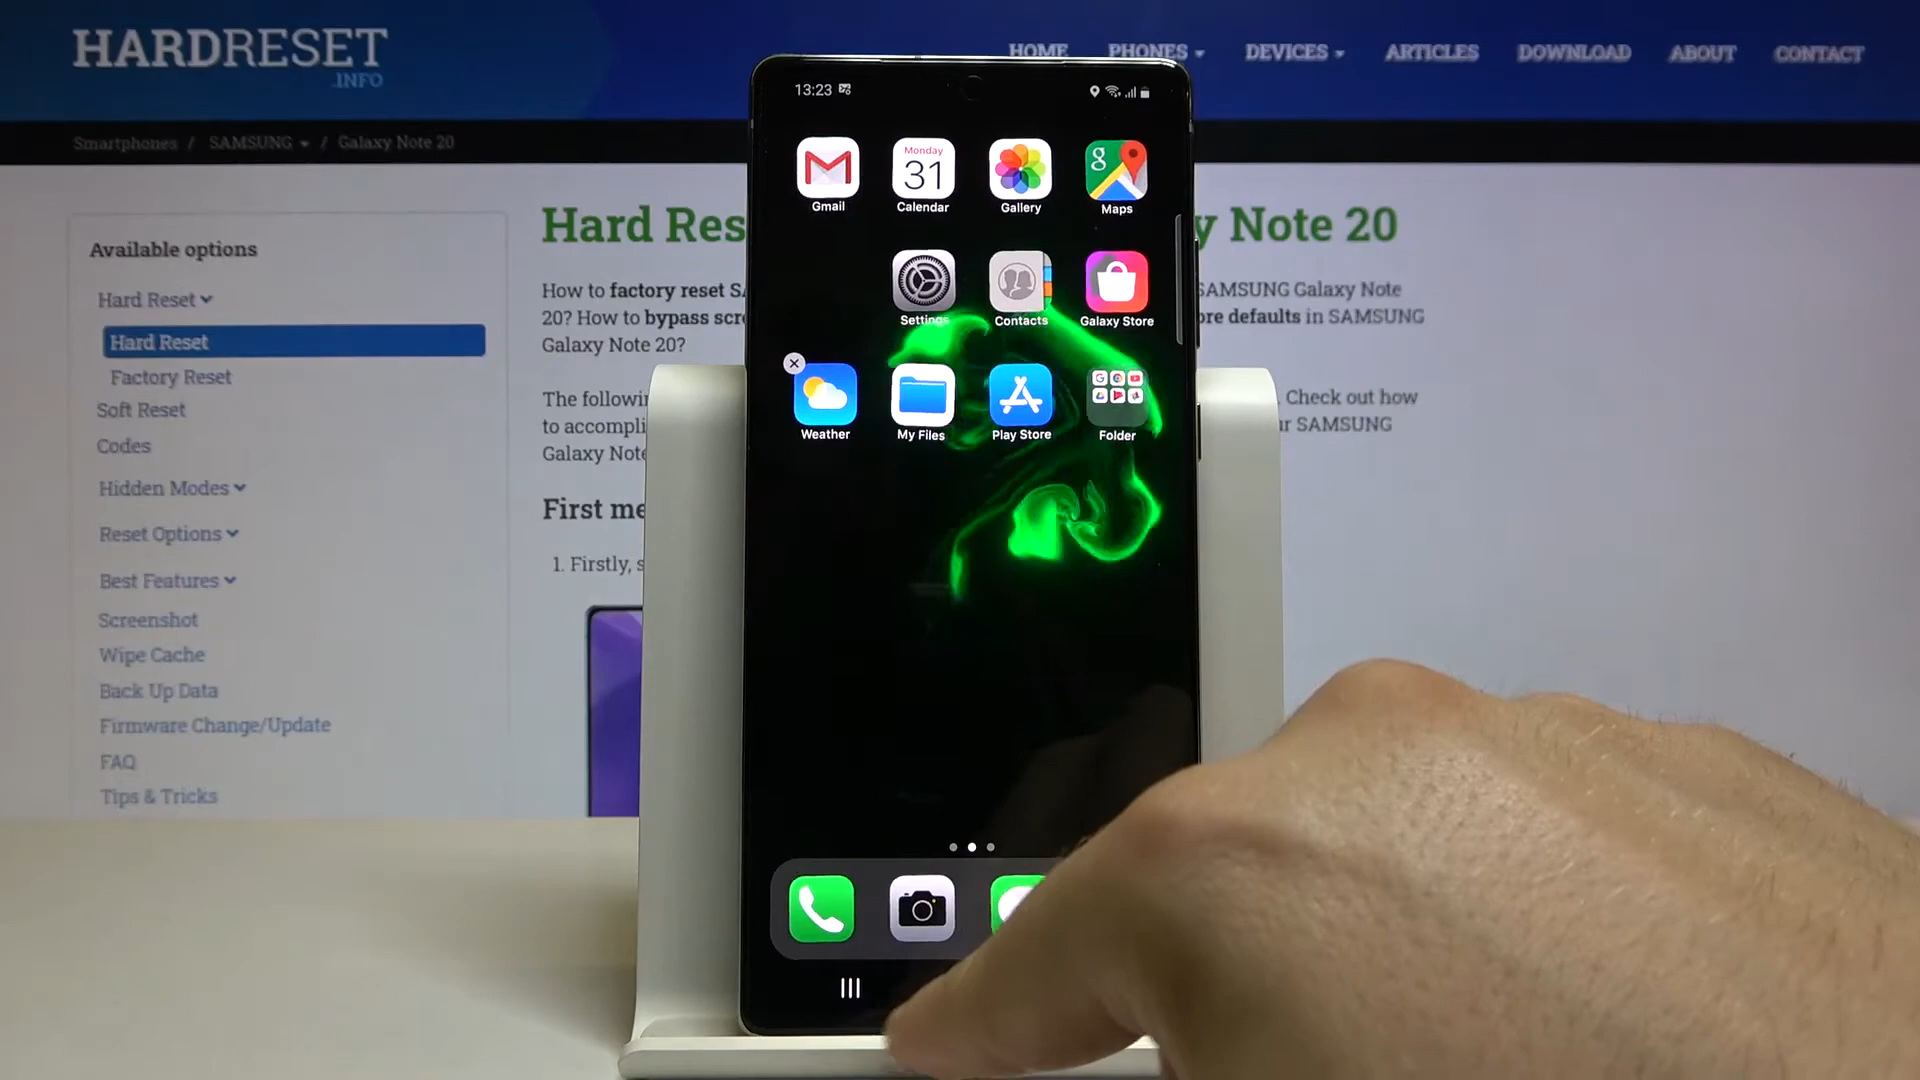 HARDRESET
.INFO
HOME PHONES DEVICES ARTICLES DOWNLOAD ABOUT CONTACT
Smartphones / SAMSUNG / Galaxy Note 20
Available options
Hard Reset
Hard Reset
Factory Reset
Soft Reset
Codes
Hidden Modes
Reset Options
Best Features
Screenshot
Wipe Cache
Back Up Data
Firmware Change/Update
FAQ
Tips & Tricks
Hard Res
y Note 20
How to factory reset SA
SAMSUNG Galaxy Note
20? How to bypass scre
ore defaults in SAMSUNG
Galaxy Note 20?
The followin
. Check out how
to accompli
ur SAMSUNG
Galaxy Note
First me
1. Firstly, s
13:23
Monday
31
Gmail Calendar Gallery Maps
Settings Contacts Galaxy Store
Weather My Files Play Store Folder